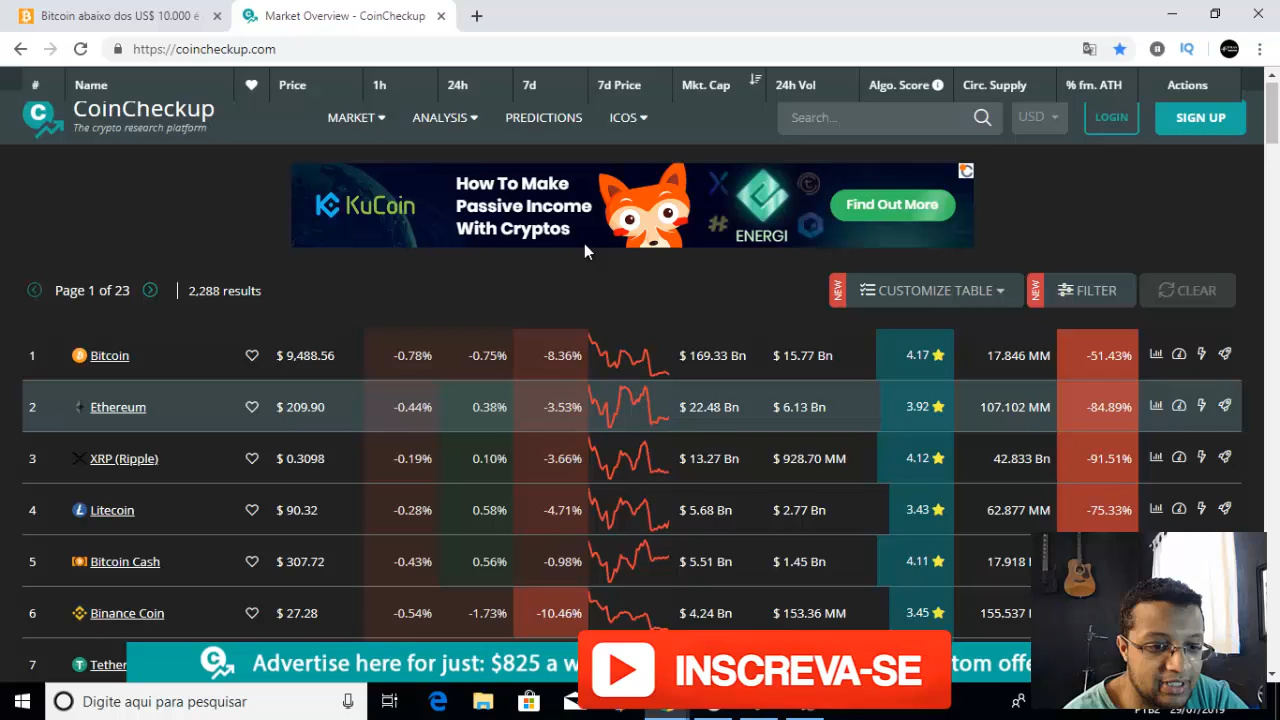 Bitcoin abaixo dos US$ 10.000 é
Market Overview - CoinCheckup
https://coincheckup.com
# Name Price 1h 24h 7d 7d Price Mkt. Cap 24h Vol Algo. Score Circ. Supply % fm. ATH Actions
CoinCheckup
The crypto research platform
MARKET ANALYSIS PREDICTIONS ICOS Search... USD LOGIN SIGN UP
KuCoin
How To Make
Passive Income
With Cryptos
ENERGI
Find Out More
Page 1 of 23 2,288 results
NEW CUSTOMIZE TABLE NEW FILTER CLEAR
1 Bitcoin $ 9,488.56 -0.78% -0.75% -8.36% $ 169.33 Bn $ 15.77 Bn 4.17 17.846 MM -51.43%
2 Ethereum $ 209.90 -0.44% 0.38% -3.53% $ 22.48 Bn $ 6.13 Bn 3.92 107.102 MM -84.89%
3 XRP (Ripple) $ 0.3098 -0.19% 0.10% -3.66% $ 13.27 Bn $ 928.70 MM 4.12 42.833 Bn -91.51%
4 Litecoin $ 90.32 -0.28% 0.58% -4.71% $ 5.68 Bn $ 2.77 Bn 3.43 62.877 MM -75.33%
5 Bitcoin Cash $ 307.72 -0.43% 0.56% -0.98% $ 5.51 Bn $ 1.45 Bn 4.11 17.918
6 Binance Coin $ 27.28 -0.54% -1.73% -10.46% $ 4.24 Bn $ 153.36 MM 3.45 155.537
7 Tether
Advertise here for just: $825 a w
INSCREVA-SE
Digite aqui para pesquisar
PTB2 29/07/2019